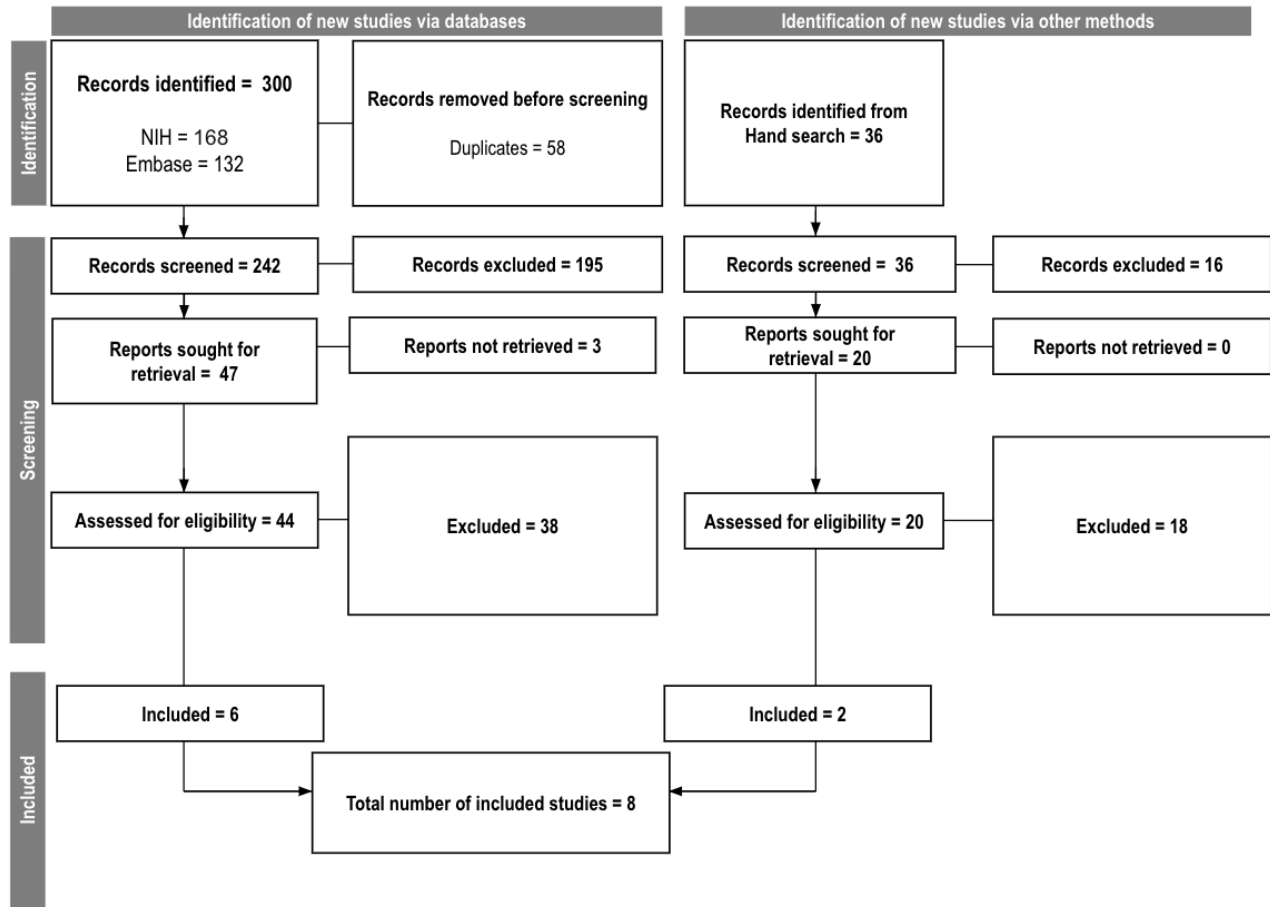 Identification of new studies via databases
Identification of new studies via other methods
Identification
Records identified = 300
NIH = 168
Embase = 132
Records removed before screening
Duplicates = 58
Records identified from
Hand search = 36
Screening
Records screened = 242
Records excluded = 195
Records screened = 36
Records excluded = 16
Reports sought for
retrieval = 47
Reports not retrieved = 3
Reports sought for
retrieval = 20
Reports not retrieved = 0
Assessed for eligibility = 44
Excluded = 38
Assessed for eligibility = 20
Excluded = 18
Included
Included = 6
Included = 2
Total number of included studies = 8